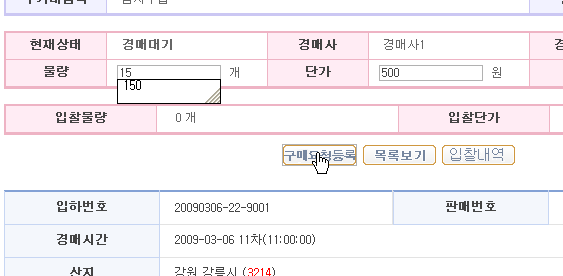 현재상태 경매대기 경매사 경매사1
물량 15 개 단가 500 원
150
입찰물량 0 개 입찰단가
구매요청등록 목록보기 입찰내역
입하번호 20090306-22-9001 판매번호
경매시간 2009-03-06 11차(11:00:00)
산지 강원 강릉시 (3214)